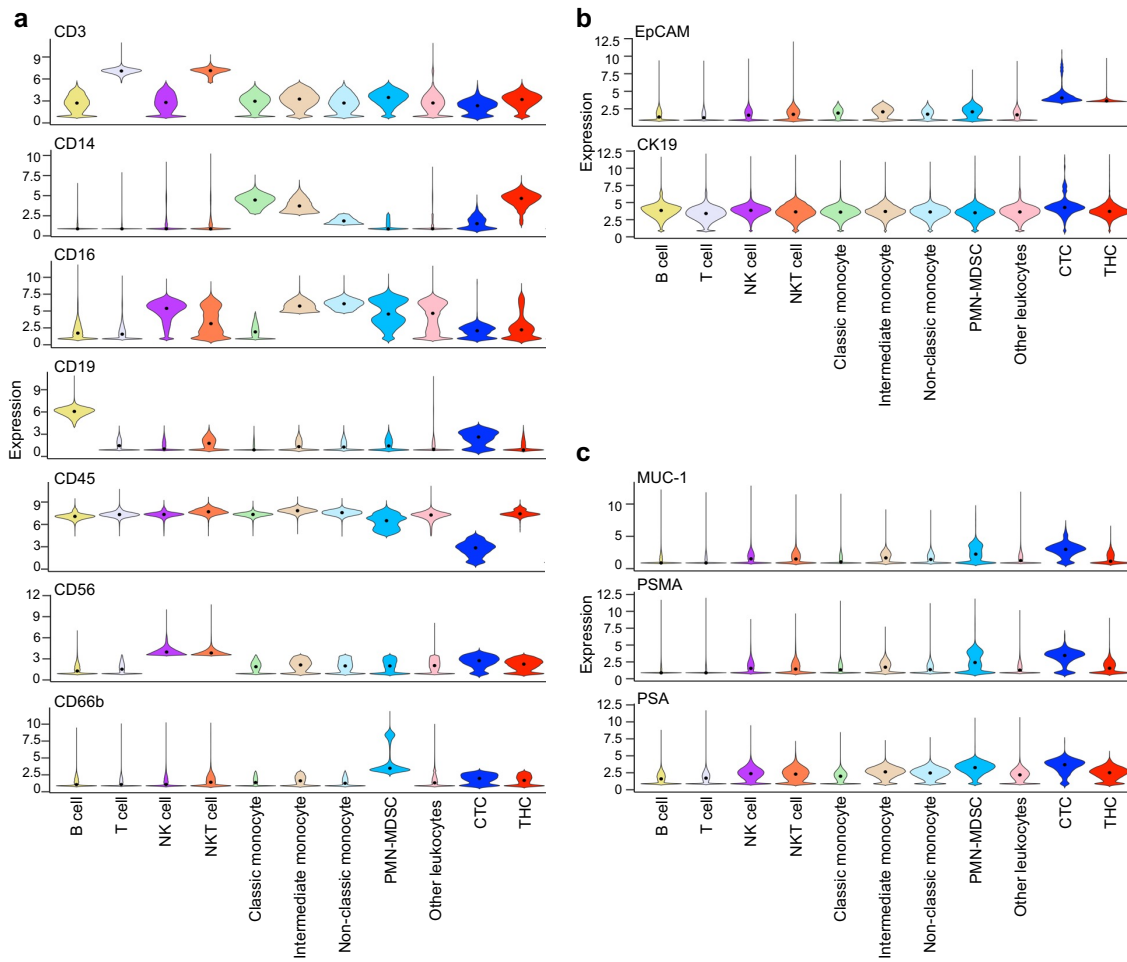 a
CD3
9
6
3
0
CD14
10
5
2.5
0
CD16
10
7.5
5
2.5
0
CD19
9
6
3
0
Expression
CD45
9
6
3
0
CD56
12
9
6
3
0
CD66b
10
7.5
5
2.5
0
B cell
T cell
NK cell
NKT cell
Classic monocyte
Intermediate monocyte
Non-classic monocyte
PMN-MDSC
Other leukocytes
CTC
THC
b
EpCAM
12.5
10
7.5
5
2.5
Expression
CK19
12.5
10
7.5
5
2.5
0
B cell
T cell
NK cell
NKT cell
Classic monocyte
Intermediate monocyte
Non-classic monocyte
PMN-MDSC
Other leukocytes
CTC
THC
c
MUC-1
10
5
0
PSMA
12.5
10
7.5
5
2.5
0
Expression
PSA
12.5
10
7.5
5
2.5
0
B cell
T cell
NK cell
NKT cell
Classic monocyte
Intermediate monocyte
Non-classic monocyte
PMN-MDSC
Other leukocytes
CTC
THC